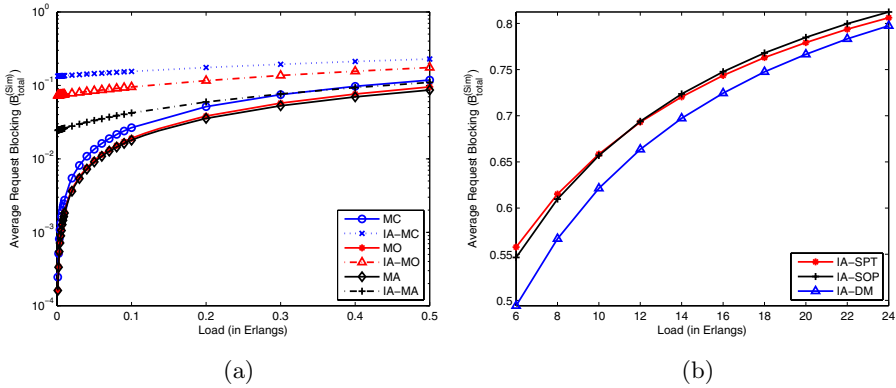 10^0
10^-1
10^-2
10^-3
10^-4
Average Request Blocking (B_total^(Sim))
0 0.1 0.2 0.3 0.4 0.5
Load (in Erlangs)
MC
IA−MC
MO
IA−MO
MA
IA−MA
(a)
0.8
0.75
0.7
0.65
0.6
0.55
0.5
Average Request Blocking (B_total^(Sim))
6 8 10 12 14 16 18 20 22 24
Load (in Erlangs)
IA−SPT
IA−SOP
IA−DM
(b)